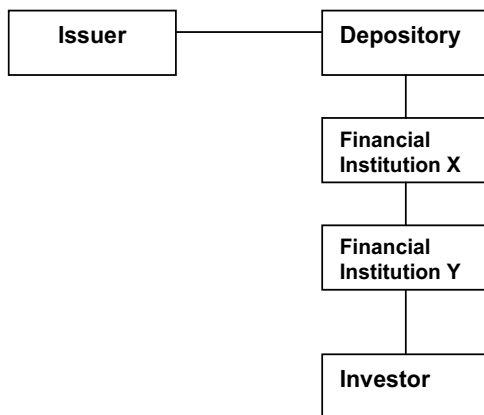 Issuer
Depository
Financial
Institution X
Financial
Institution Y
Investor